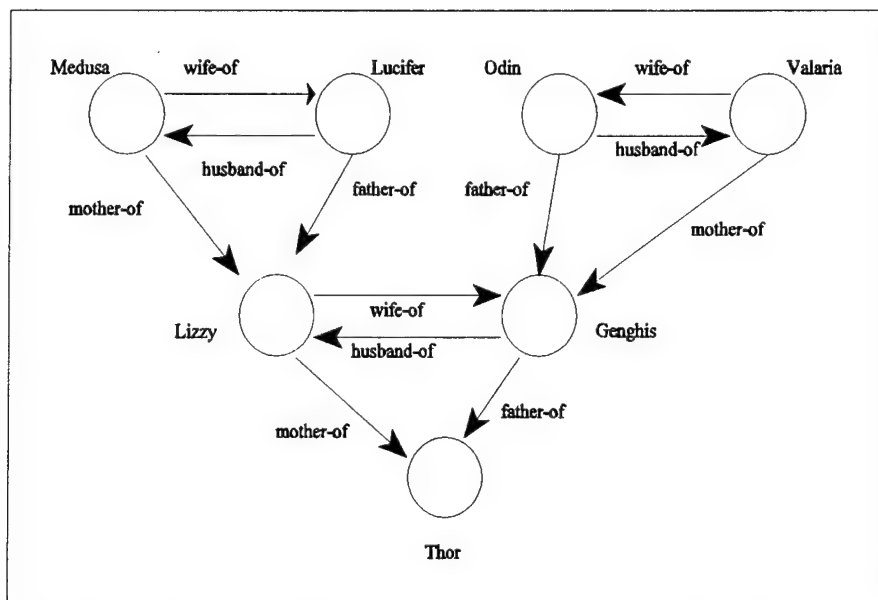 Medusa
wife-of
Lucifer
Odin
wife-of
Valaria
husband-of
husband-of
mother-of
father-of
father-of
mother-of
wife-of
Lizzy
Genghis
husband-of
mother-of
father-of
Thor